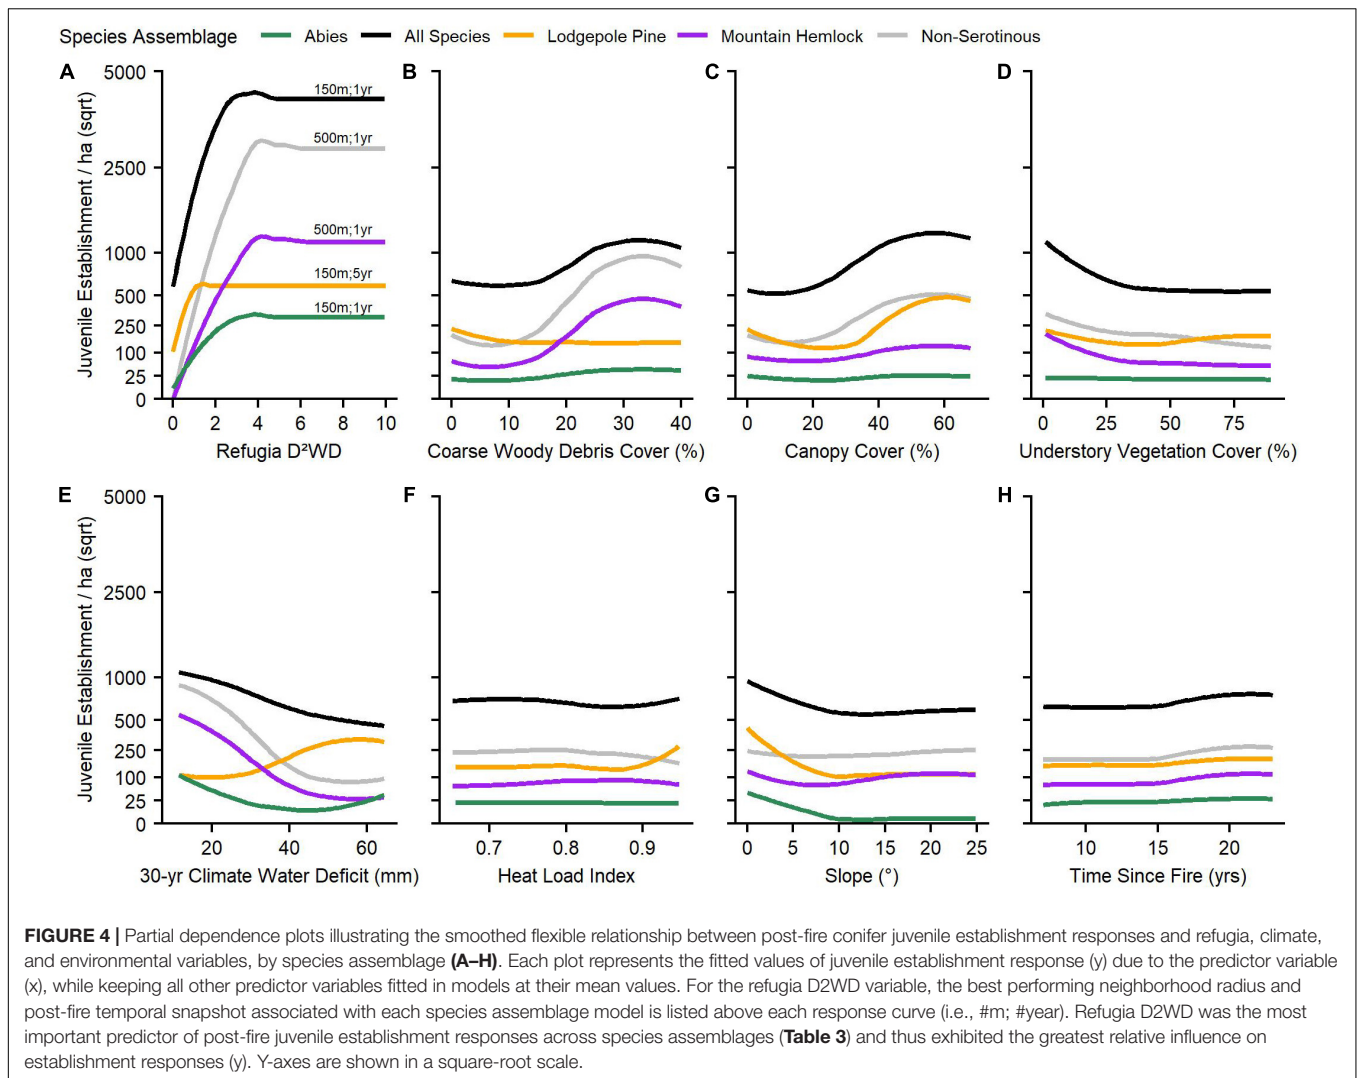 Species Assemblage Abies All Species Lodgepole Pine Mountain Hemlock Non-Serotinous
A B C D
Juvenile Establishment / ha (sqrt)
5000
2500
1000
500
250
100
25
0
150m;1yr
500m;1yr
500m;1yr
150m;5yr
150m;1yr
0 2 4 6 8 10
Refugia D²WD
0 10 20 30 40
Coarse Woody Debris Cover (%)
0 20 40 60
Canopy Cover (%)
0 25 50 75
Understory Vegetation Cover (%)
E F G H
Juvenile Establishment / ha (sqrt)
5000
2500
1000
500
250
100
25
0
20 40 60
30-yr Climate Water Deficit (mm)
0.7 0.8 0.9
Heat Load Index
0 5 10 15 20 25
Slope (°)
10 15 20
Time Since Fire (yrs)
FIGURE 4 | Partial dependence plots illustrating the smoothed flexible relationship between post-fire conifer juvenile establishment responses and refugia, climate,
and environmental variables, by species assemblage (A–H). Each plot represents the fitted values of juvenile establishment response (y) due to the predictor variable
(x), while keeping all other predictor variables fitted in models at their mean values. For the refugia D2WD variable, the best performing neighborhood radius and
post-fire temporal snapshot associated with each species assemblage model is listed above each response curve (i.e., #m; #year). Refugia D2WD was the most
important predictor of post-fire juvenile establishment responses across species assemblages (Table 3) and thus exhibited the greatest relative influence on
establishment responses (y). Y-axes are shown in a square-root scale.